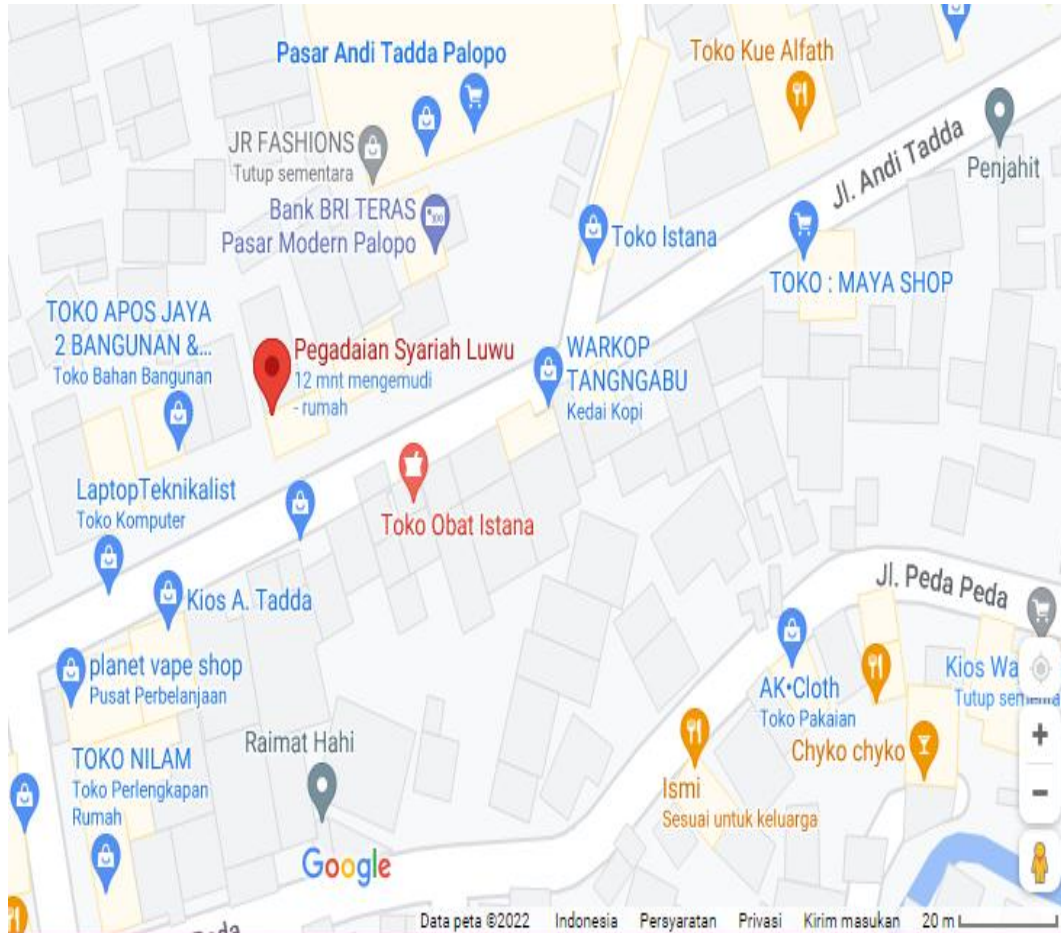 Pasar Andi Tadda Palopo
Toko Kue Alfath
JR FASHIONS
Tutup sementara
Jl. Andi Tadda
Penjahit
Bank BRI TERAS
Pasar Modern Palopo
Toko Istana
TOKO : MAYA SHOP
TOKO APOS JAYA
2 BANGUNAN &...
Toko Bahan Bangunan
Pegadaian Syariah Luwu
12 mnt mengemudi
- rumah
WARKOP
TANGNGABU
Kedai Kopi
LaptopTeknikalist
Toko Komputer
Toko Obat Istana
Kios A. Tadda
Jl. Peda Peda
planet vape shop
Pusat Perbelanjaan
AK•Cloth
Toko Pakaian
Kios Wa
Tutup sementa
Raimat Hahi
Chyko chyko
TOKO NILAM
Toko Perlengkapan
Rumah
Ismi
Sesuai untuk keluarga
Google
Peda
Data peta ©2022 Indonesia Persyaratan Privasi Kirim masukan 20 m